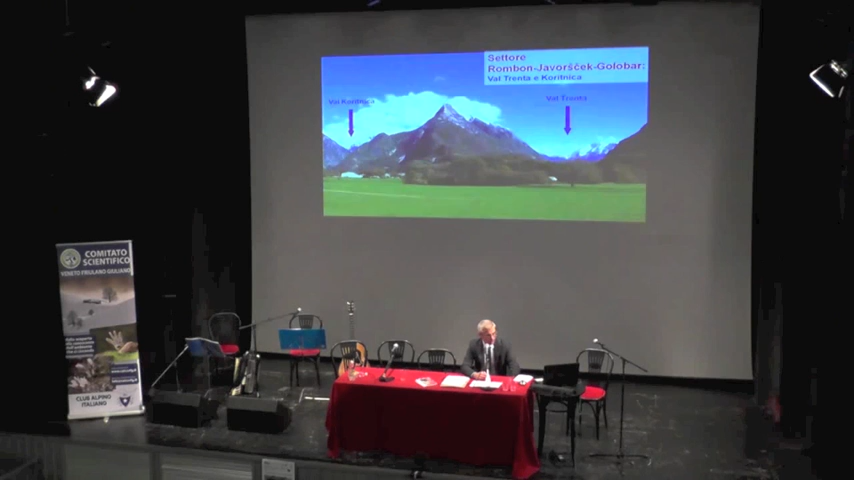 Settore
Rombon-Javoršček-Golobar:
Val Trenta e Koritnica
Val Koritnica
Val Trenta
COMITATO
SCIENTIFICO
VENETO FRIULANO GIULIANO
CLUB ALPINO
ITALIANO